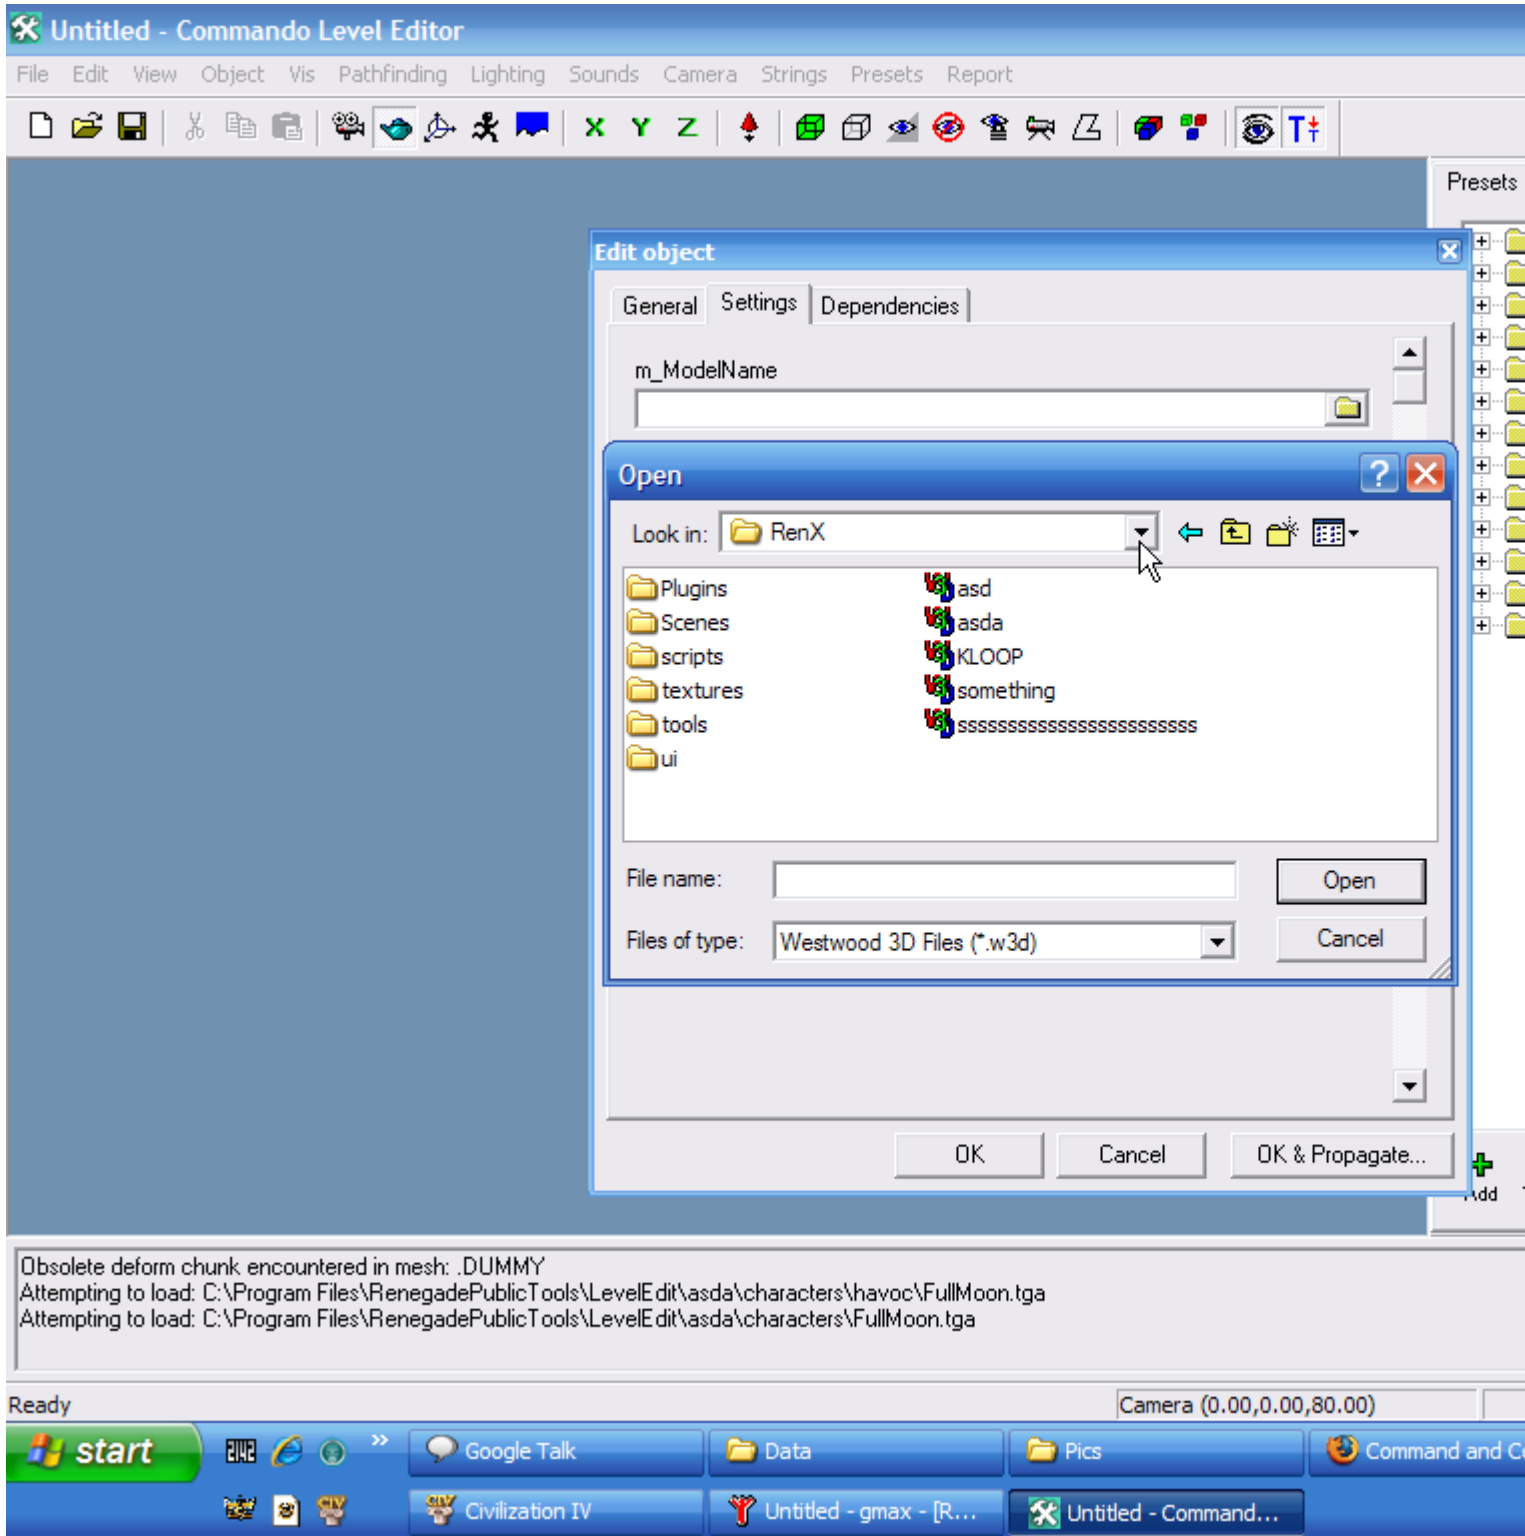 Untitled - Commando Level Editor
File Edit View Object Vis Pathfinding Lighting Sounds Camera Strings Presets Report
X Y Z
Presets
Edit object
General Settings Dependencies
m_ModelName
Open
Look in: RenX
Plugins asd
Scenes asda
scripts KLOOP
textures something
tools ssssssssssssssssssssssss
ui
File name: Open
Files of type: Westwood 3D Files (*.w3d) Cancel
OK Cancel OK & Propagate...
Add
Obsolete deform chunk encountered in mesh: .DUMMY
Attempting to load: C:\Program Files\RenegadePublicTools\LevelEdit\asda\characters\havoc\FullMoon.tga
Attempting to load: C:\Program Files\RenegadePublicTools\LevelEdit\asda\characters\FullMoon.tga
Ready Camera (0.00,0.00,80.00)
start 2142 » Google Talk Data Pics Command and Co
Civilization IV Untitled - gmax - [R... Untitled - Command...